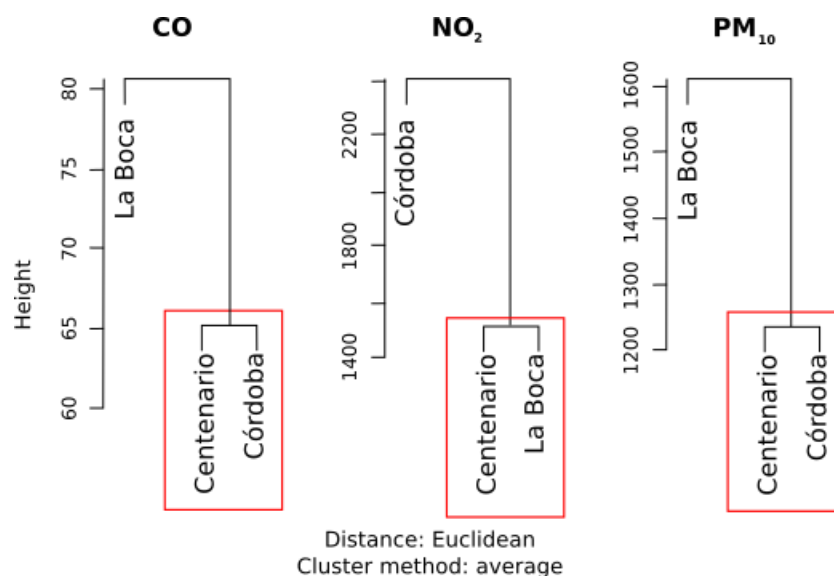 CO
NO₂
PM₁₀
Height
80
75
70
65
60
La Boca
Centenario
Córdoba
2200
1800
1400
Córdoba
Centenario
La Boca
1600
1500
1400
1300
1200
La Boca
Centenario
Córdoba
Distance: Euclidean
Cluster method: average